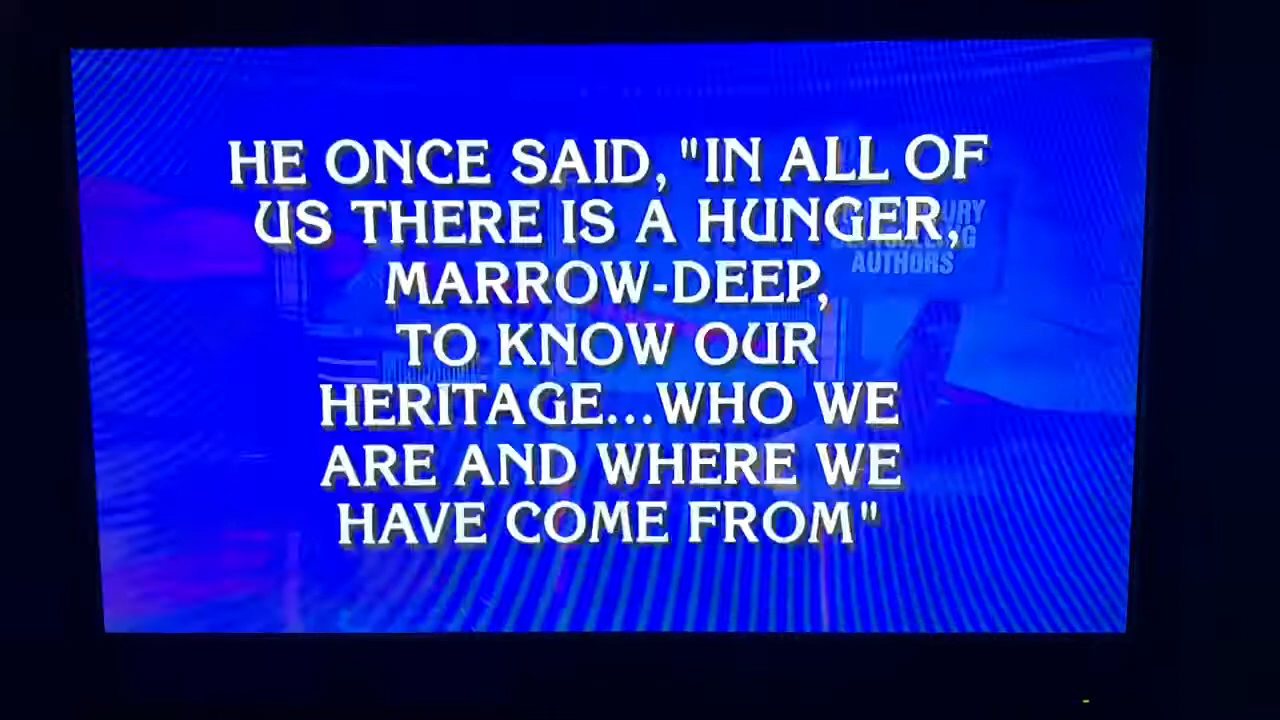 HE ONCE SAID, "IN ALL OF
US THERE IS A HUNGER,
MARROW-DEEP,
TO KNOW OUR
HERITAGE...WHO WE
ARE AND WHERE WE
HAVE COME FROM"
AUTHORS